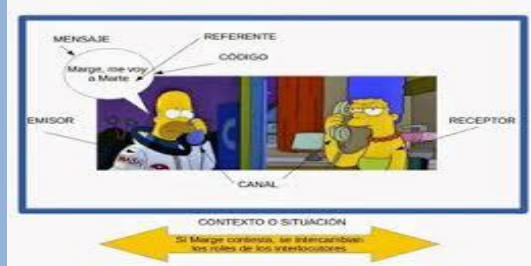 MENSAJE
REFERENTE
CÓDIGO
Marge, me voy
a Marte
EMISOR
RECEPTOR
NASA
CANAL
CONTEXTO O SITUACIÓN
Si Marge contesta, se intercambian
los roles de los interlocutores